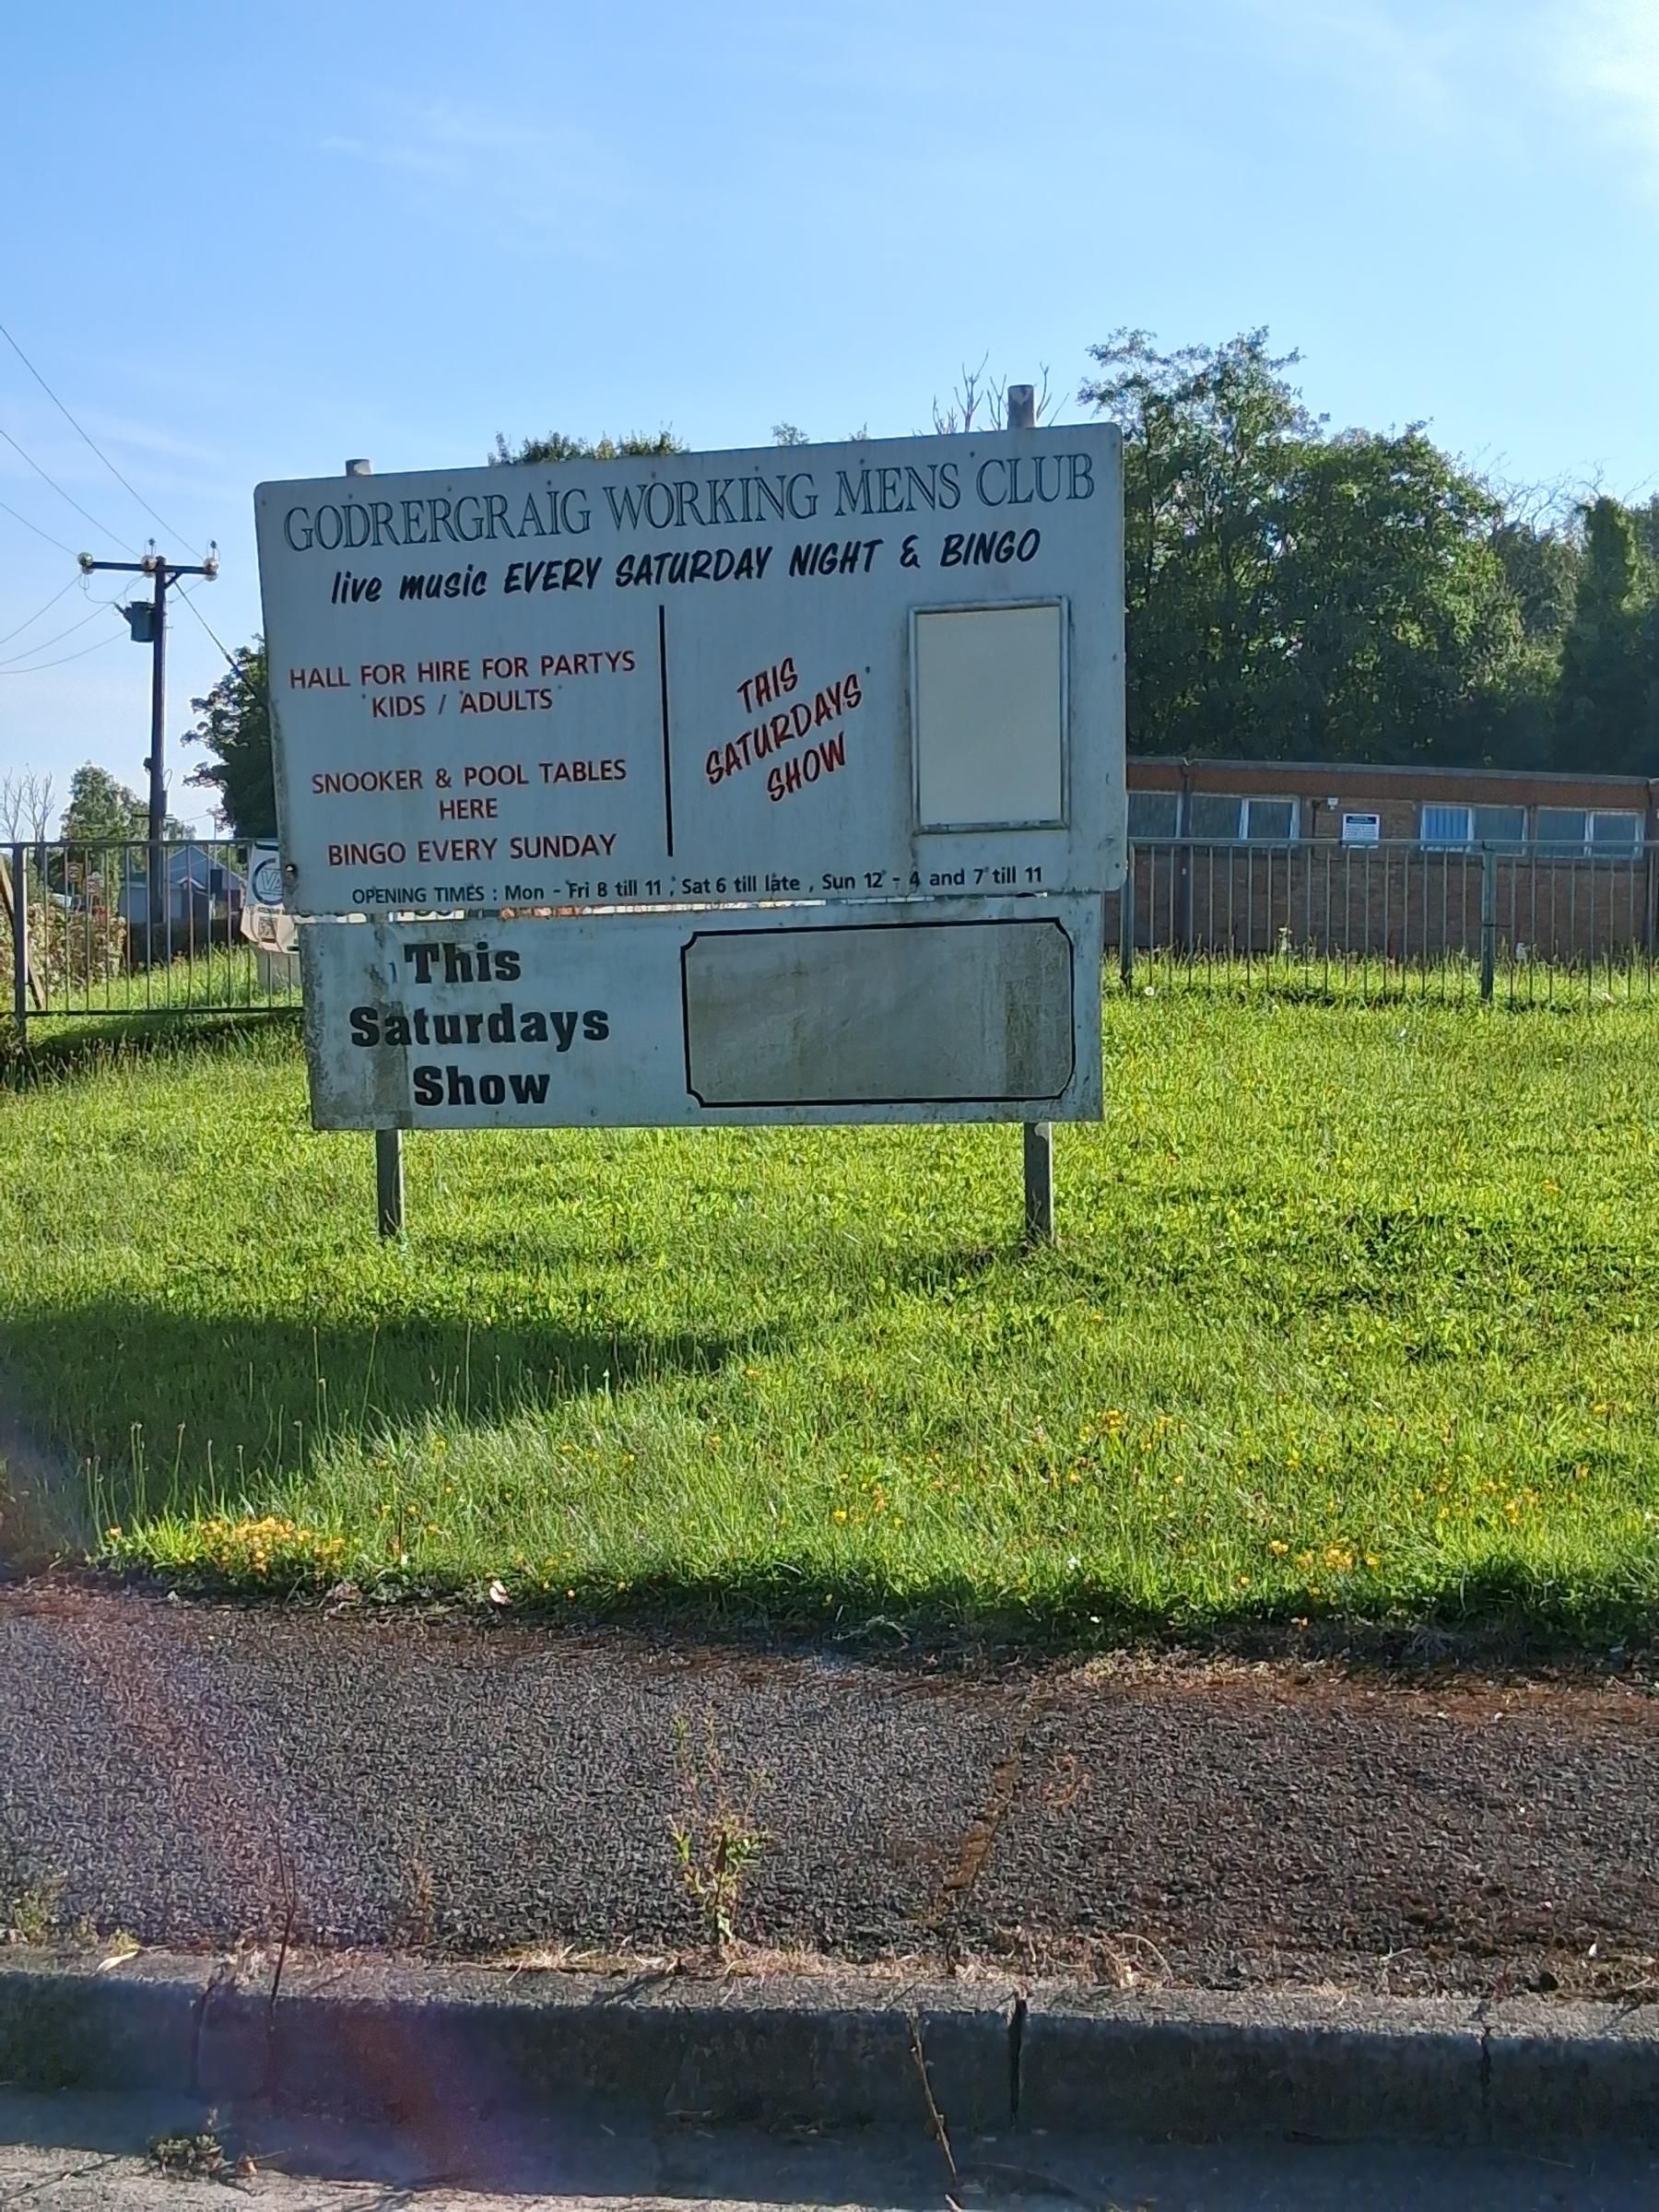 GODRERGRAIG WORKING MENS CLUB
live music EVERY SATURDAY NIGHT & BINGO
HALL FOR HIRE FOR PARTYS
KIDS / ADULTS
SNOOKER & POOL TABLES
HERE
BINGO EVERY SUNDAY
THIS
SATURDAYS
SHOW
OPENING TIMES : Mon - Fri 8 till 11 , Sat 6 till late , Sun 12 - 4 and 7 till 11
This
Saturdays
Show